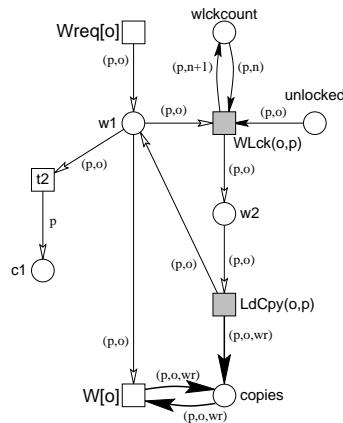 wlckcount
Wreq[o]
(p,n+1)
(p,n)
(p,o)
unlocked
(p,o)
(p,o)
w1
WLck(o,p)
(p,o)
t2
(p,o)
w2
p
(p,o)
(p,o)
c1
LdCpy(o,p)
(p,o)
(p,o,wr)
(p,o,wr)
W[o]
copies
(p,o,wr)